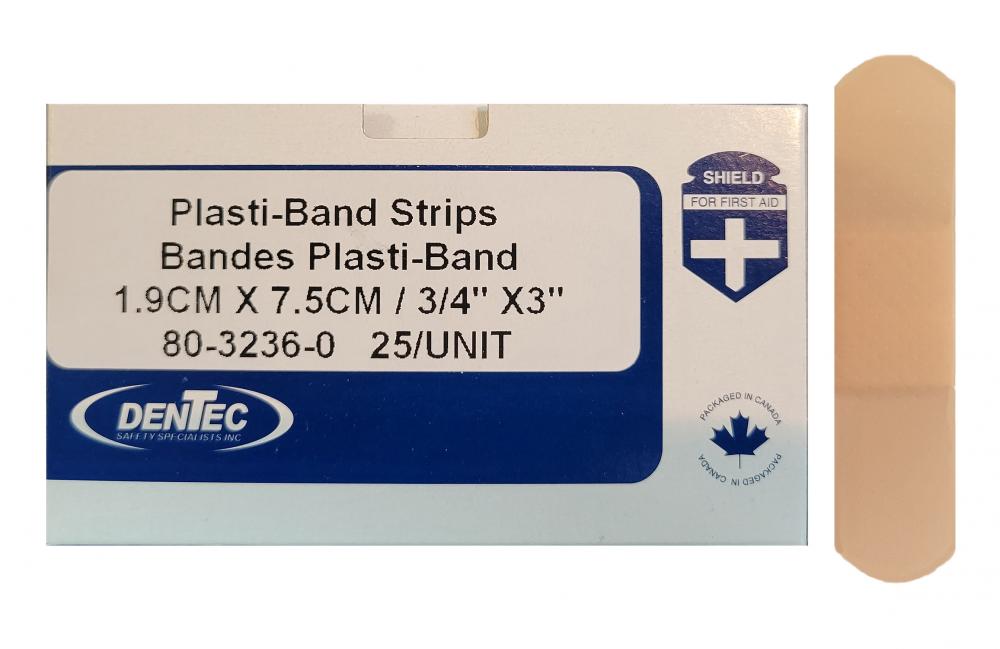 Plasti-Band Strips
Bandes Plasti-Band
1.9CM X 7.5CM / 3/4" X3"
80-3236-0 25/UNIT
DENTEC
SAFETY SPECIALISTS INC
SHIELD
FOR FIRST AID
PACKAGED IN CANADA
PACKAGED IN CANADA